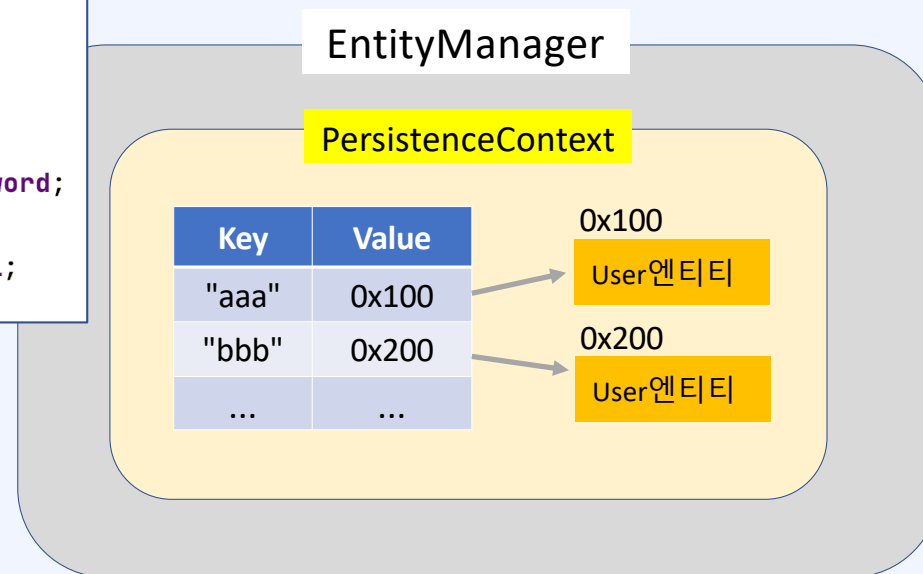 EntityManager
PersistenceContext
word;
;
Key Value
"aaa" 0x100
"bbb" 0x200
... ...
0x100
User엔티티
0x200
User엔티티